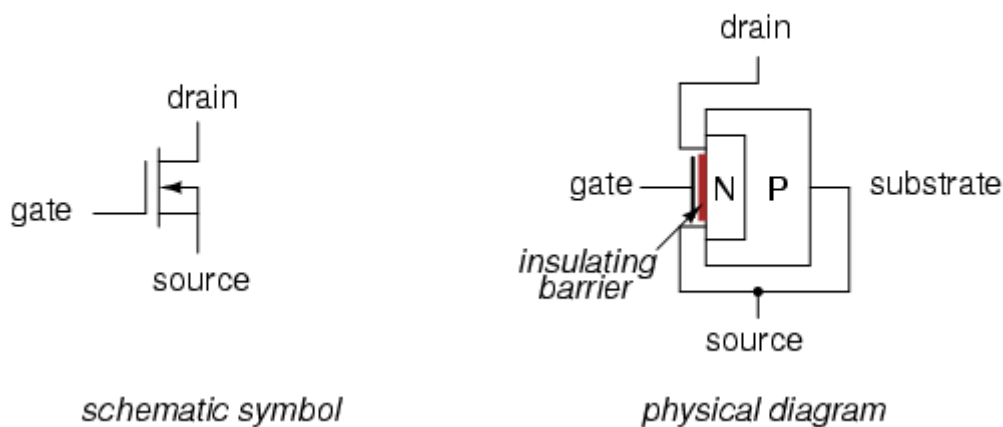 drain
gate
source
schematic symbol
drain
gate
N
P
substrate
insulating
barrier
source
physical diagram